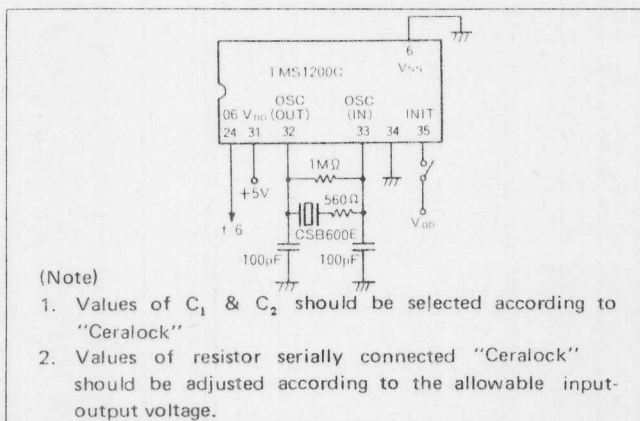 6
Vss
TMS1200C
OSC OSC
06 VDD (OUT) (IN) INIT
24 31 32 33 34 35
1MΩ
+5V
560Ω
CSB600E
VDD
100pF 100pF
(Note)
1. Values of C₁ & C₂ should be selected according to
"Ceralock"
2. Values of resistor serially connected "Ceralock"
should be adjusted according to the allowable input-
output voltage.